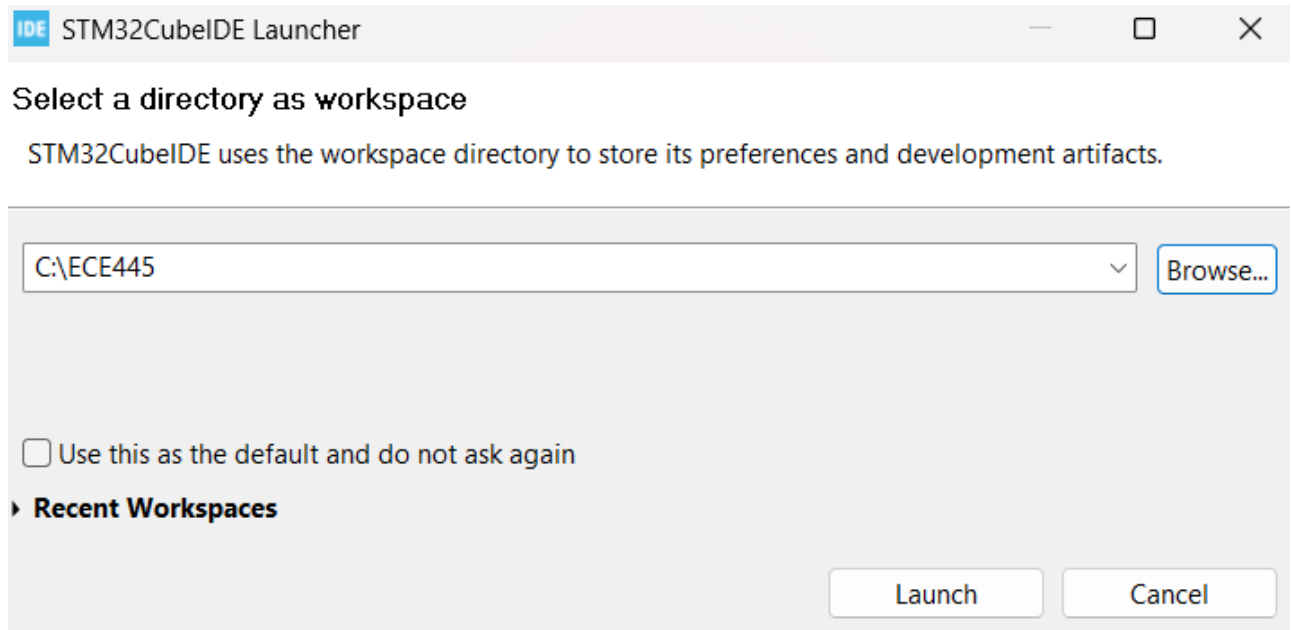 IDE STM32CubeIDE Launcher
Select a directory as workspace
STM32CubeIDE uses the workspace directory to store its preferences and development artifacts.
C:\ECE445
Browse...
Use this as the default and do not ask again
Recent Workspaces
Launch Cancel